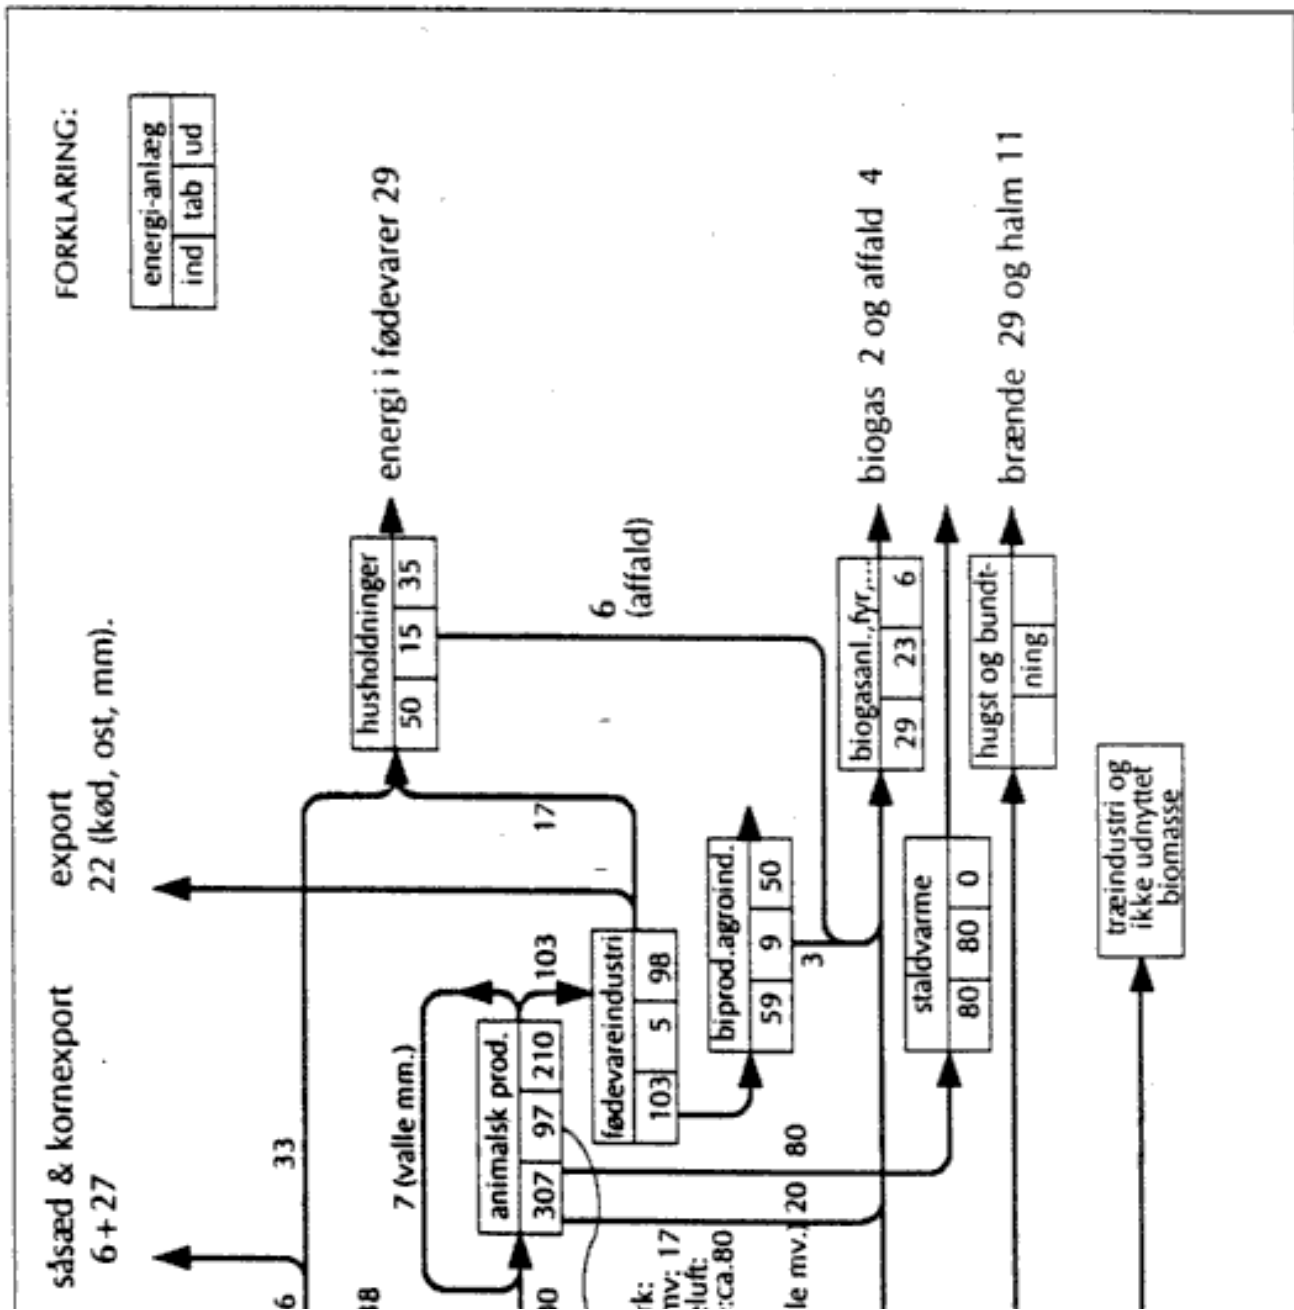 FORKLARING:
energi-anlæg
ind tab ud
såsæd & kornexport
6 + 27
export
22 (kød, ost, mm).
33
7 (valle mm.)
animalsk prod.
307 97 210
103
17
husholdninger
50 15 35
energi i fødevarer 29
6
(affald)
fødevareindustri
103 5 98
biprod.agroind.
59 9 50
3
20
80
biogasanl.,fyr,...
29 23 6
biogas 2 og affald 4
staldvarme
80 80 0
hugst og bundt-
ning
brænde 29 og halm 11
træindustri og
ikke udnyttet
biomasse
mv: 17
:ca.80
mv.)